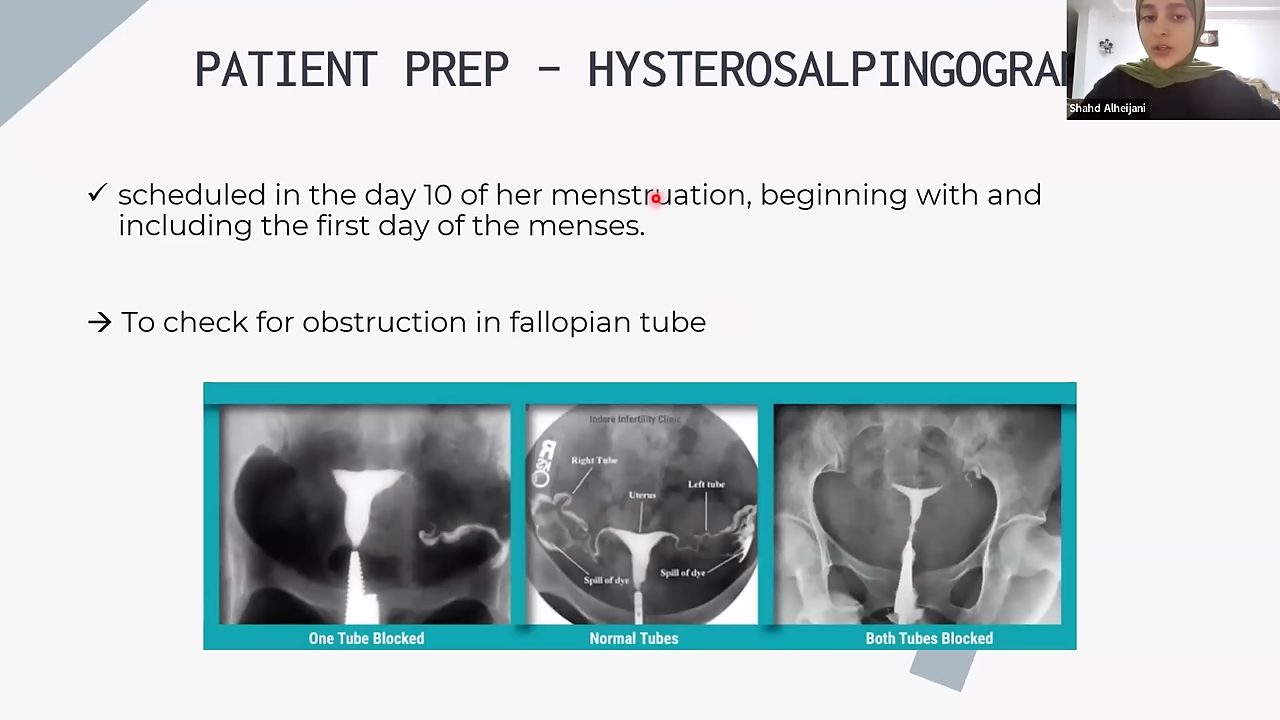 PATIENT PREP - HYSTEROSALPINGOGRA
Shahd Alheijani
✓ scheduled in the day 10 of her menstruation, beginning with and
including the first day of the menses.
→ To check for obstruction in fallopian tube
Indore Infertility Clinic
Right Tube
Left tube
Uterus
Spill of dye
Spill of dye
One Tube Blocked
Normal Tubes
Both Tubes Blocked